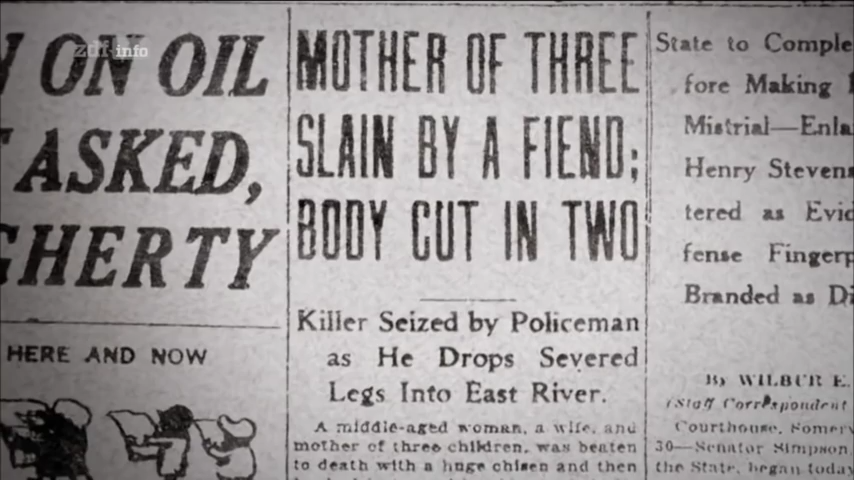 zdf info
ON OIL
ASKED,
GHERTY
HERE AND NOW
MOTHER OF THREE
SLAIN BY A FIEND;
BODY CUT IN TWO
Killer Seized by Policeman
as He Drops Severed
Legs Into East River.
A middle-aged woman, a wife, and
mother of three children, was beaten
to death with a huge chisen and then
State to Comple
fore Making
Mistrial—Enla
Henry Stevens
tered as Evid
fense Fingerp
Branded as Di
By WILBUR E.
(Staff Correspondent
Courthouse, Somerv
30—Senator Simpson,
the State, began today